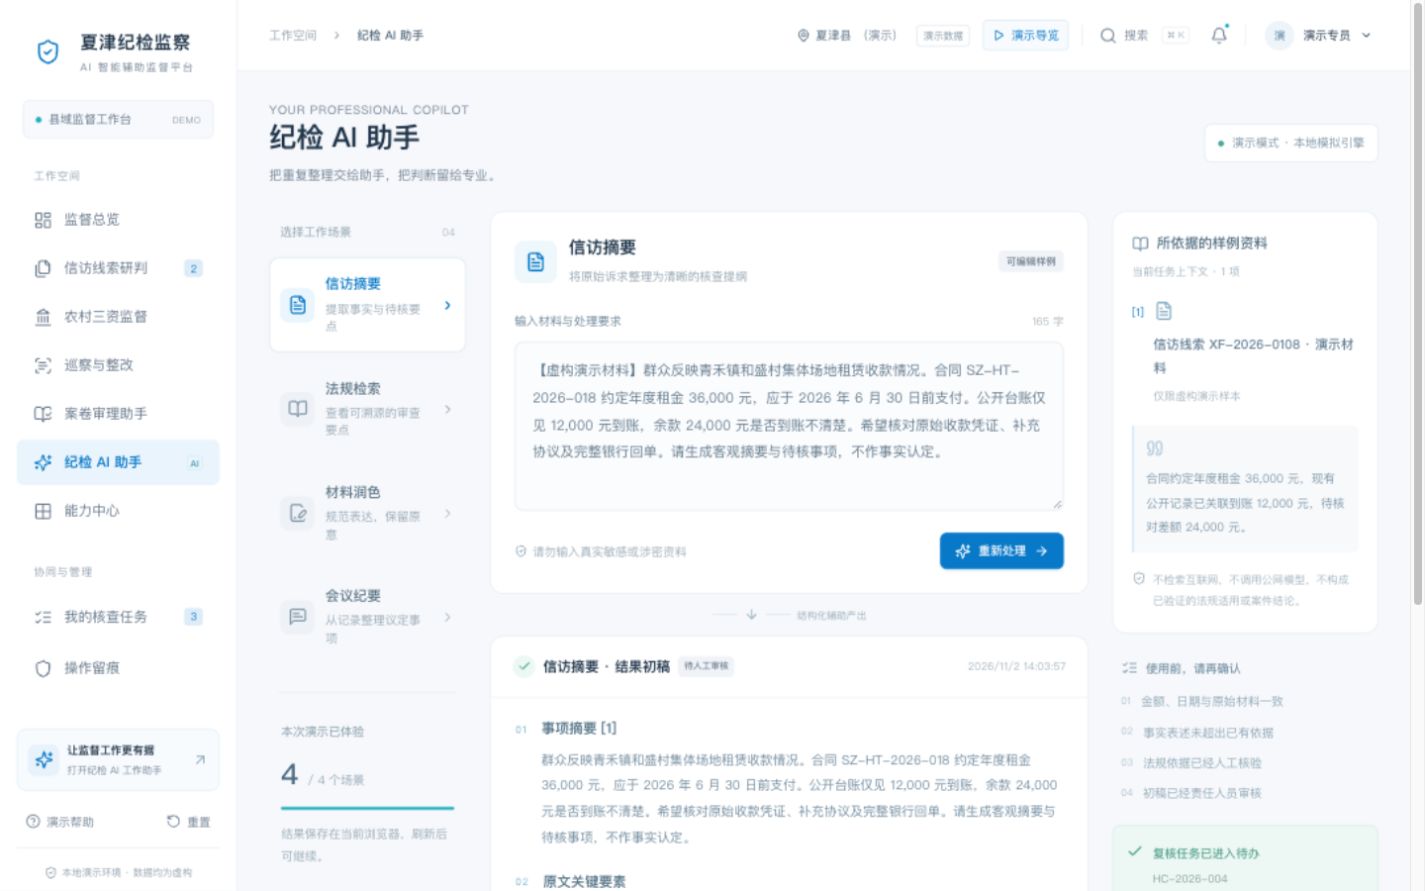 夏津纪检监察
AI 智能辅助监督平台
县域监督工作台
DEMO
工作空间
监督总览
信访线索研判
2
农村三资监督
巡察与整改
案卷审理助手
纪检 AI 助手
AI
能力中心
协同与管理
我的核查任务
3
操作留痕
让监督工作更有据
打开纪检 AI 工作助手
演示帮助
重置
本地演示环境 · 数据均为虚构
工作空间
纪检 AI 助手
夏津县 (演示)
演示数据
演示导览
搜索
⌘ K
演
演示专员
YOUR PROFESSIONAL COPILOT
纪检 AI 助手
把重复整理交给助手，把判断留给专业。
演示模式 · 本地模拟引擎
选择工作场景
04
信访摘要
提取事实与待核要
点
法规检索
查看可溯源的审查
要点
材料润色
规范表达，保留原
意
会议纪要
从记录整理议定事
项
本次演示已体验
4 / 4 个场景
结果保存在当前浏览器，刷新后
可继续。
信访摘要
将原始诉求整理为清晰的核查提纲
可编辑样例
输入材料与处理要求
165 字
【虚构演示材料】群众反映青禾镇和盛村集体场地租赁收款情况。合同 SZ-HT-
2026-018 约定年度租金 36,000 元，应于 2026 年 6 月 30 日前支付。公开台账仅
见 12,000 元到账，余款 24,000 元是否到账不清楚。希望核对原始收款凭证、补充
协议及完整银行回单。请生成客观摘要与待核事项，不作事实认定。
请勿输入真实敏感或涉密资料
重新处理
结构化辅助产出
信访摘要 · 结果初稿
待人工审核
2026/11/2 14:03:57
01 事项摘要 [1]
群众反映青禾镇和盛村集体场地租赁收款情况。合同 SZ-HT-2026-018 约定年度租金
36,000 元，应于 2026 年 6 月 30 日前支付。公开台账仅见 12,000 元到账，余款 24,000
元是否到账不清楚。希望核对原始收款凭证、补充协议及完整银行回单。请生成客观摘要与
待核事项，不作事实认定。
02 原文关键要素
所依据的样例资料
当前任务上下文 · 1 项
[1]
信访线索 XF-2026-0108 · 演示材
料
仅限虚构演示样本
合同约定年度租金 36,000 元，现有
公开记录已关联到账 12,000 元，待核
对差额 24,000 元。
不检索互联网，不调用公网模型，不构成
已验证的法规适用或案件结论。
使用前，请再确认
01 金额、日期与原始材料一致
02 事实表述未超出已有依据
03 法规依据已经人工核验
04 初稿已经责任人员审核
复核任务已进入待办
HC-2026-004